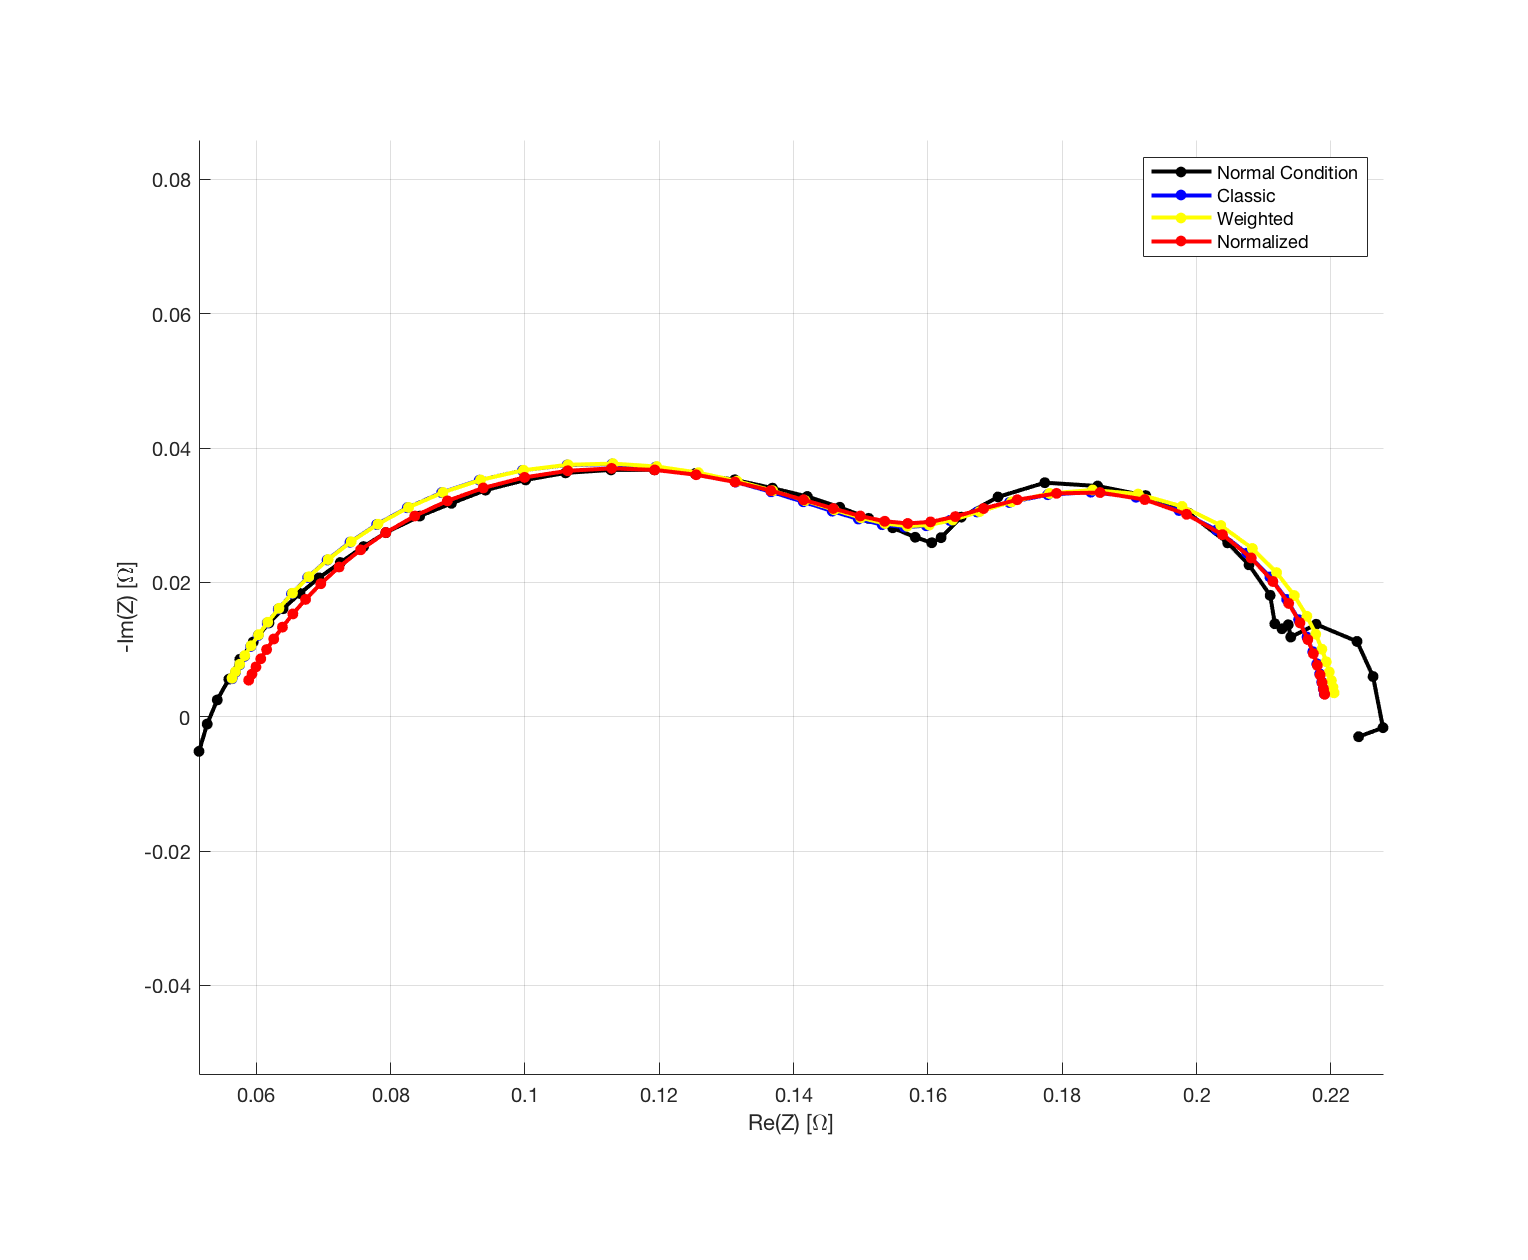 Normal Condition
Classic
Weighted
Normalized
0.08
0.06
0.04
0.02
0
-0.02
-0.04
-Im(Z) [Ω]
0.06 0.08 0.1 0.12 0.14 0.16 0.18 0.2 0.22
Re(Z) [Ω]